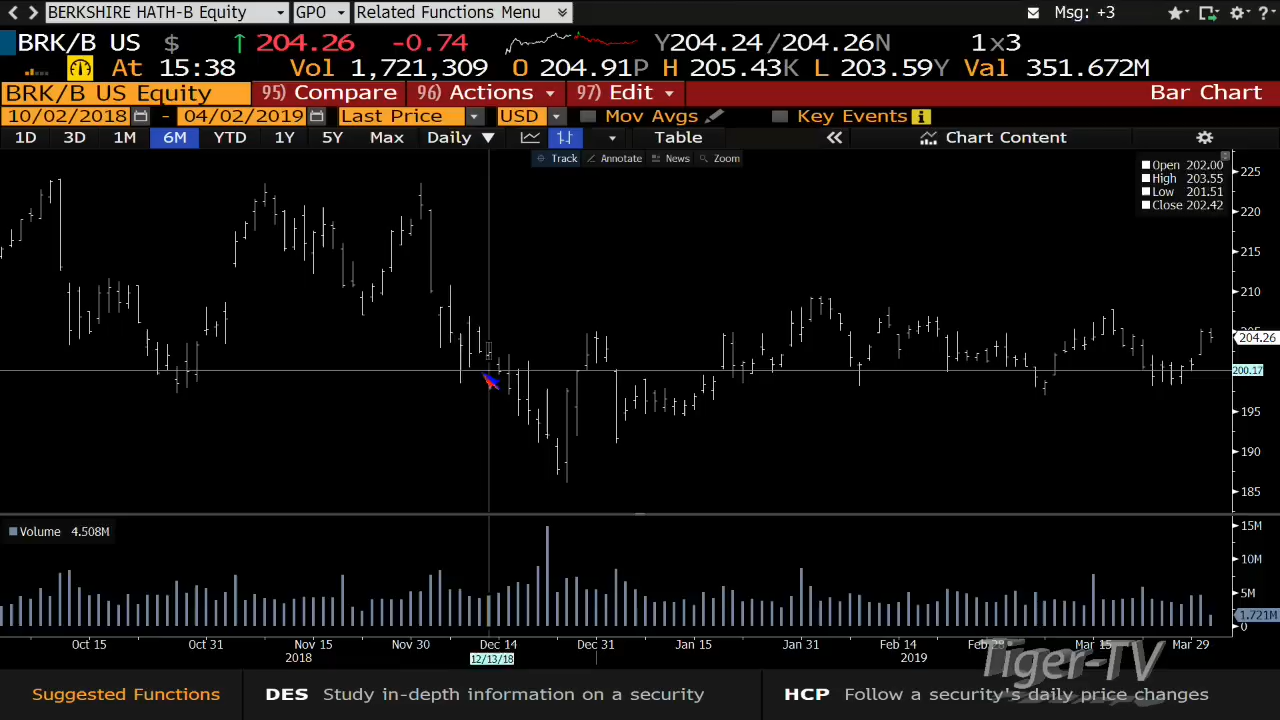 BERKSHIRE HATH-B Equity GPO Related Functions Menu Msg: +3 ?
BRK/B US $ ↑ 204.26 -0.74 Y204.24/204.26N 1x3
At 15:38 Vol 1,721,309 O 204.91P H 205.43K L 203.59Y Val 351.672M
BRK/B US Equity 95) Compare 96) Actions 97) Edit Bar Chart
10/02/2018 - 04/02/2019 Last Price USD Mov Avgs Key Events i
1D 3D 1M 6M YTD 1Y 5Y Max Daily ▼ Table « Chart Content
Track Annotate News Zoom
Open 202.00
High 203.55
Low 201.51
Close 202.42
225
220
215
210
205
204.26
200.17
195
190
185
Volume 4.508M
15M
10M
5M
1.721M
0
Oct 15 Oct 31 Nov 15 Nov 30 Dec 14 Dec 31 Jan 15 Jan 31 Feb 14 Feb 28 Mar 15 Mar 29
2018 12/13/18 2019
Tiger-TV
Suggested Functions DES Study in-depth information on a security HCP Follow a security's daily price changes